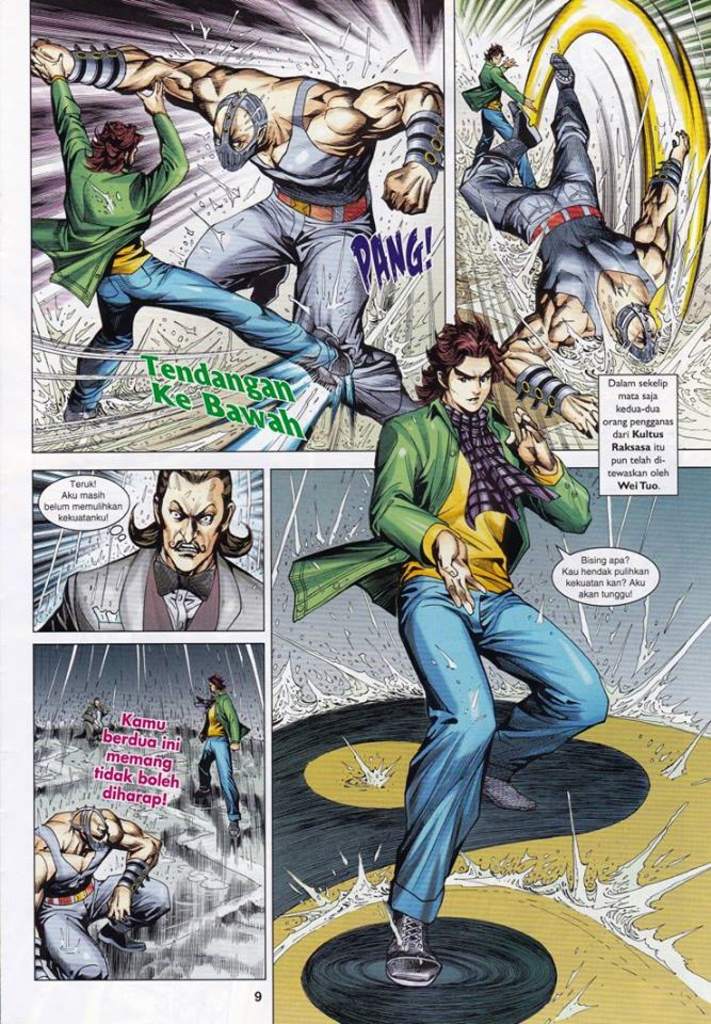 PANG!
Tendangan
Ke Bawah
Dalam sekelip
mata saja
kedua-dua
orang pengganas
dari Kultus
Raksasa itu
pun telah di-
tewaskan oleh
Wei Tuo.
Teruk!
Aku masih
belum memulihkan
kekuatanku!
Bising apa?
Kau hendak pulihkan
kekuatan kan? Aku
akan tunggu!
Kamu
berdua ini
memang
tidak boleh
diharap!
9